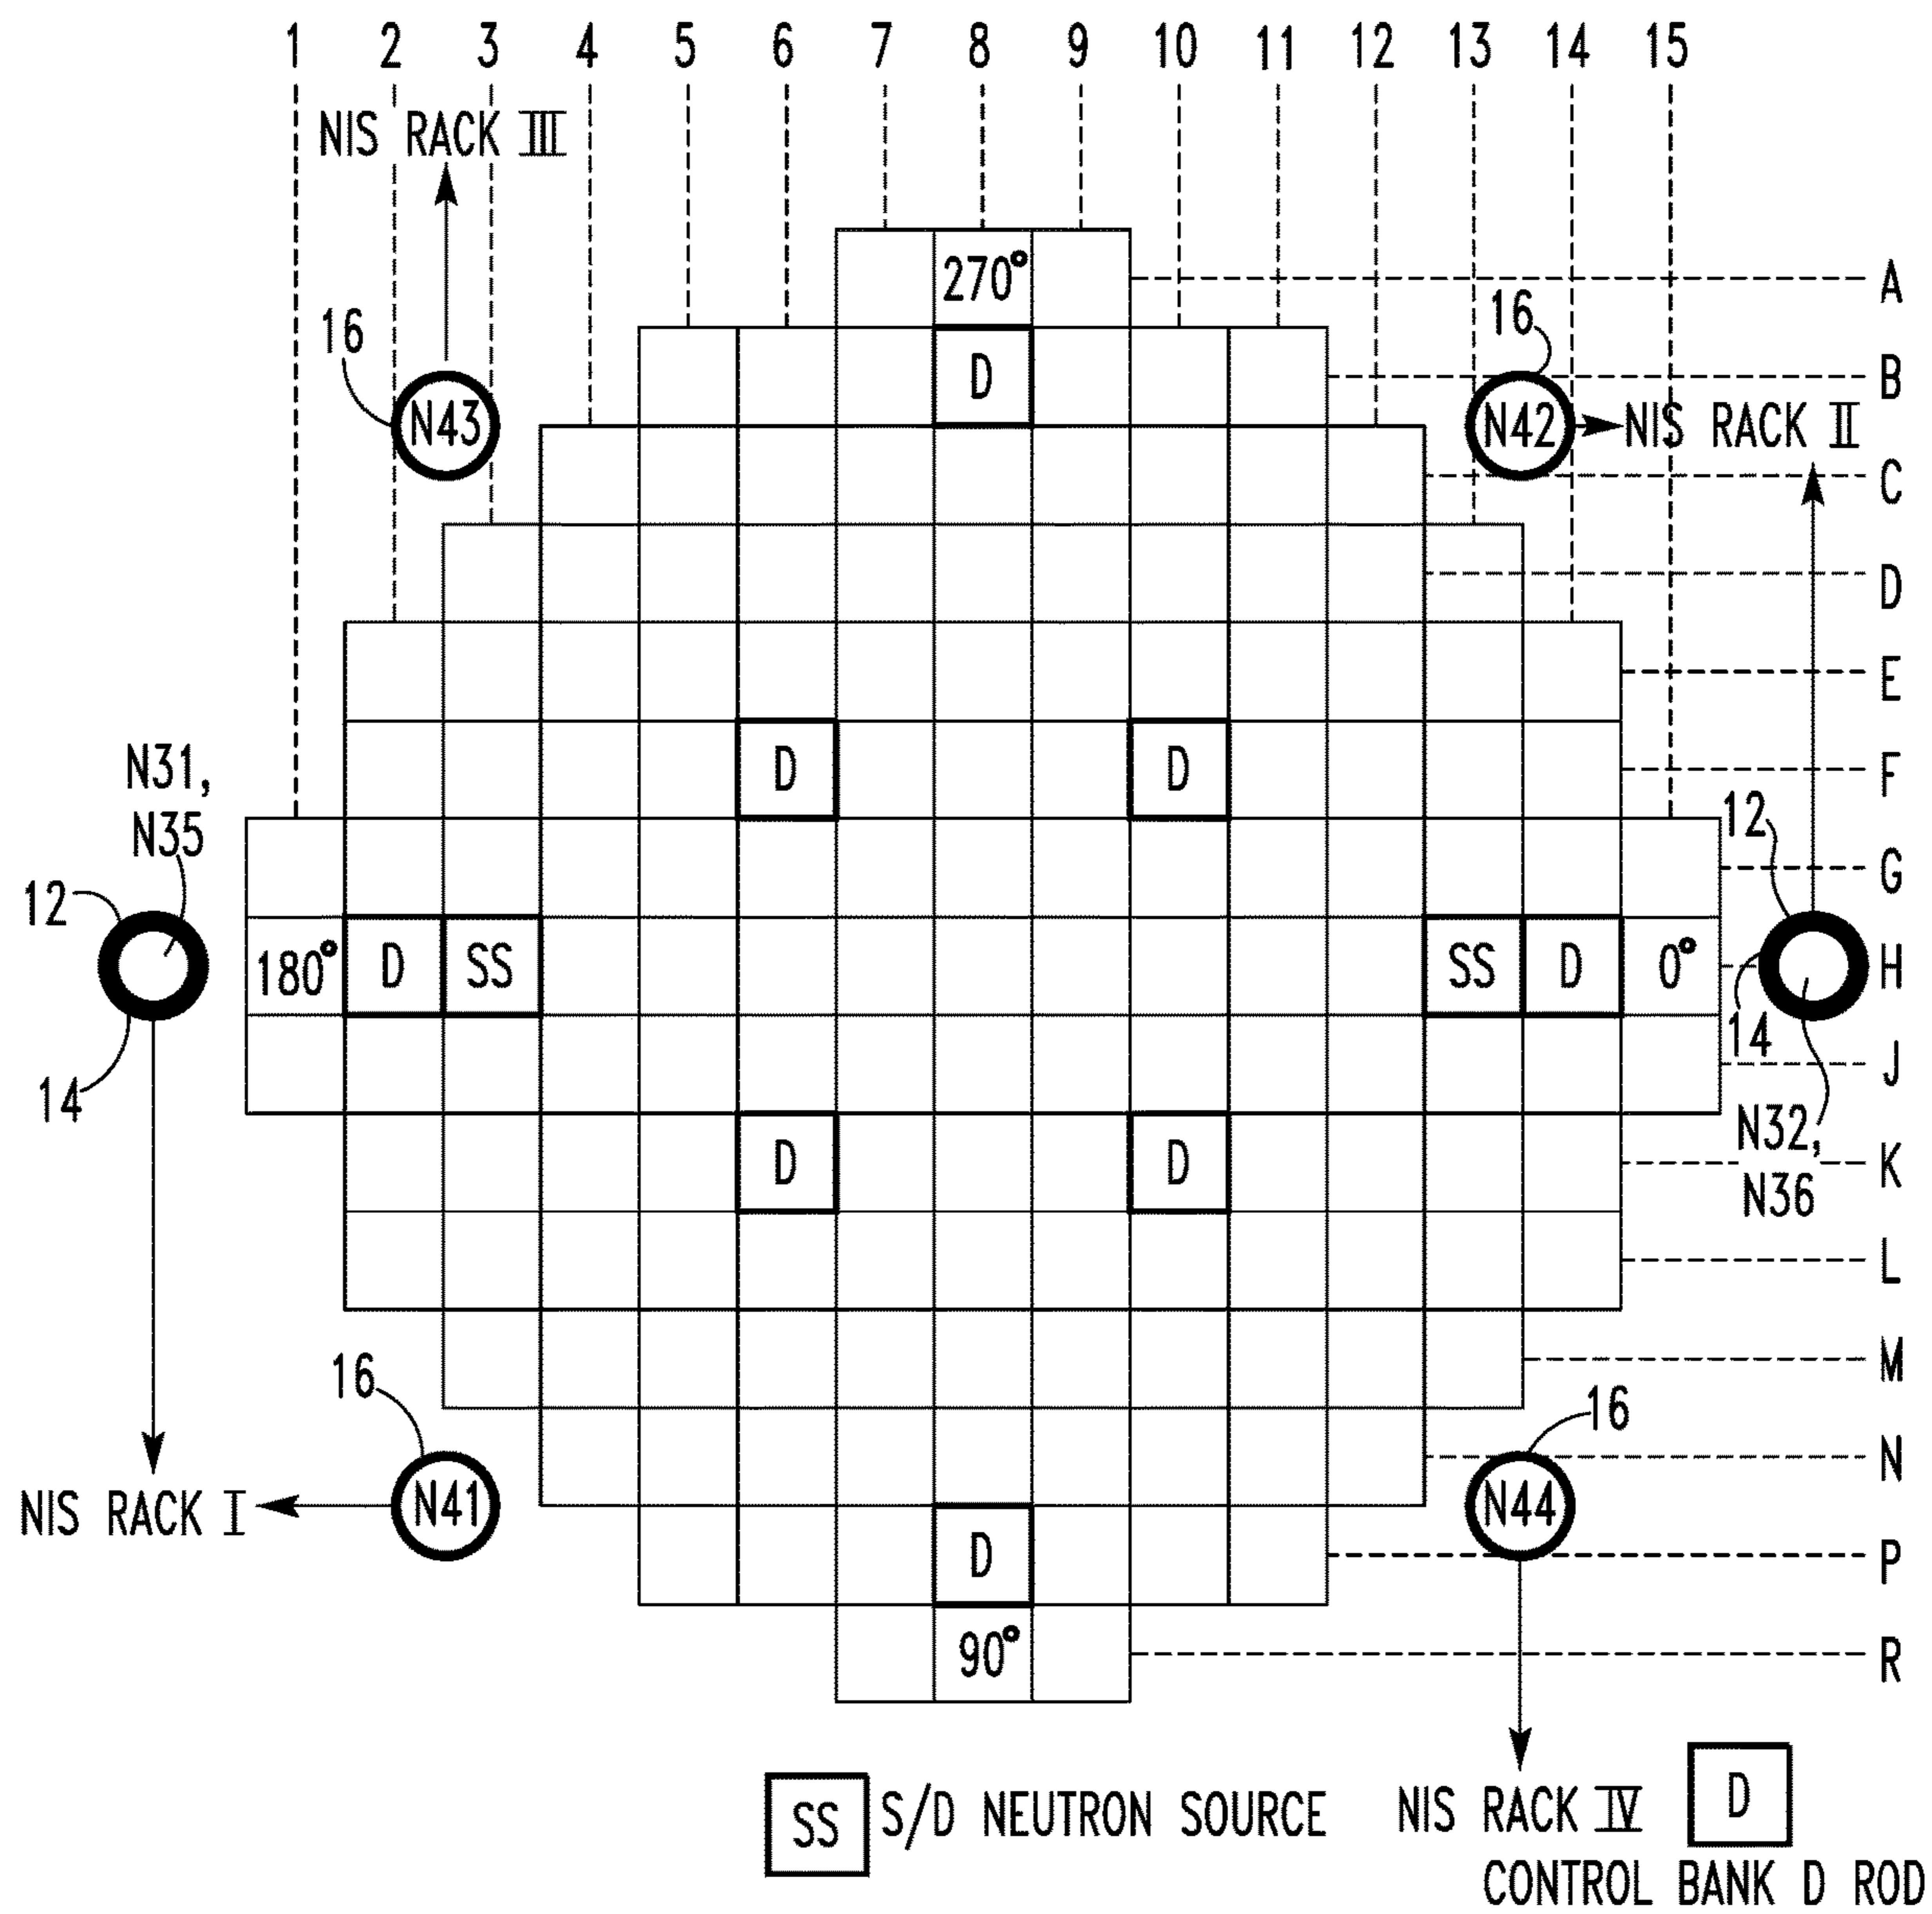 1 2 3 4 5 6 7 8 9 10 11 12 13 14 15
NIS RACK III
270° A
16 16
D B
N43 N42 NIS RACK II
C
D
E
N31, D D F
N35 12
G
12
180° D SS SS D 0° H
14
14 J
N32,
D D K
N36
L
16 M
16
N
NIS RACK I N41 N44
D P
90° R
SS S/D NEUTRON SOURCE NIS RACK IV D
CONTROL BANK D ROD